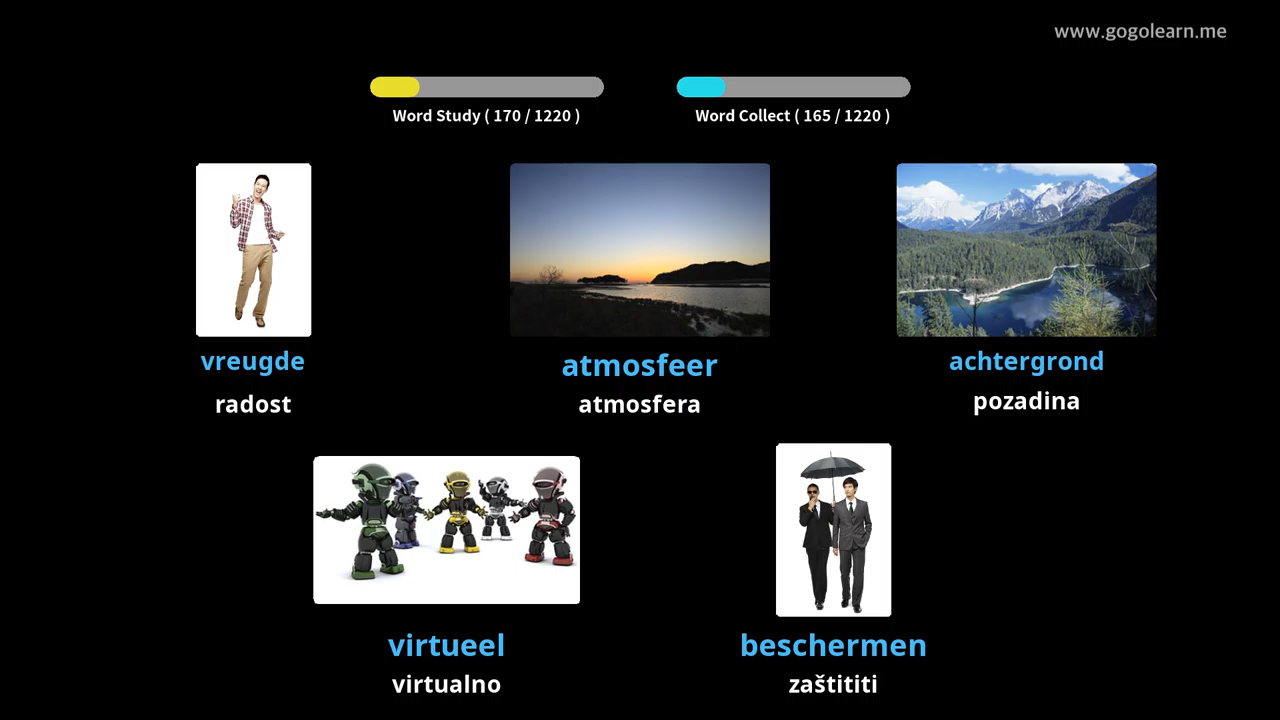 www.gogolearn.me
Word Study ( 170 / 1220 )
Word Collect ( 165 / 1220 )
vreugde
radost
atmosfeer
atmosfera
achtergrond
pozadina
virtueel
virtualno
beschermen
zaštititi